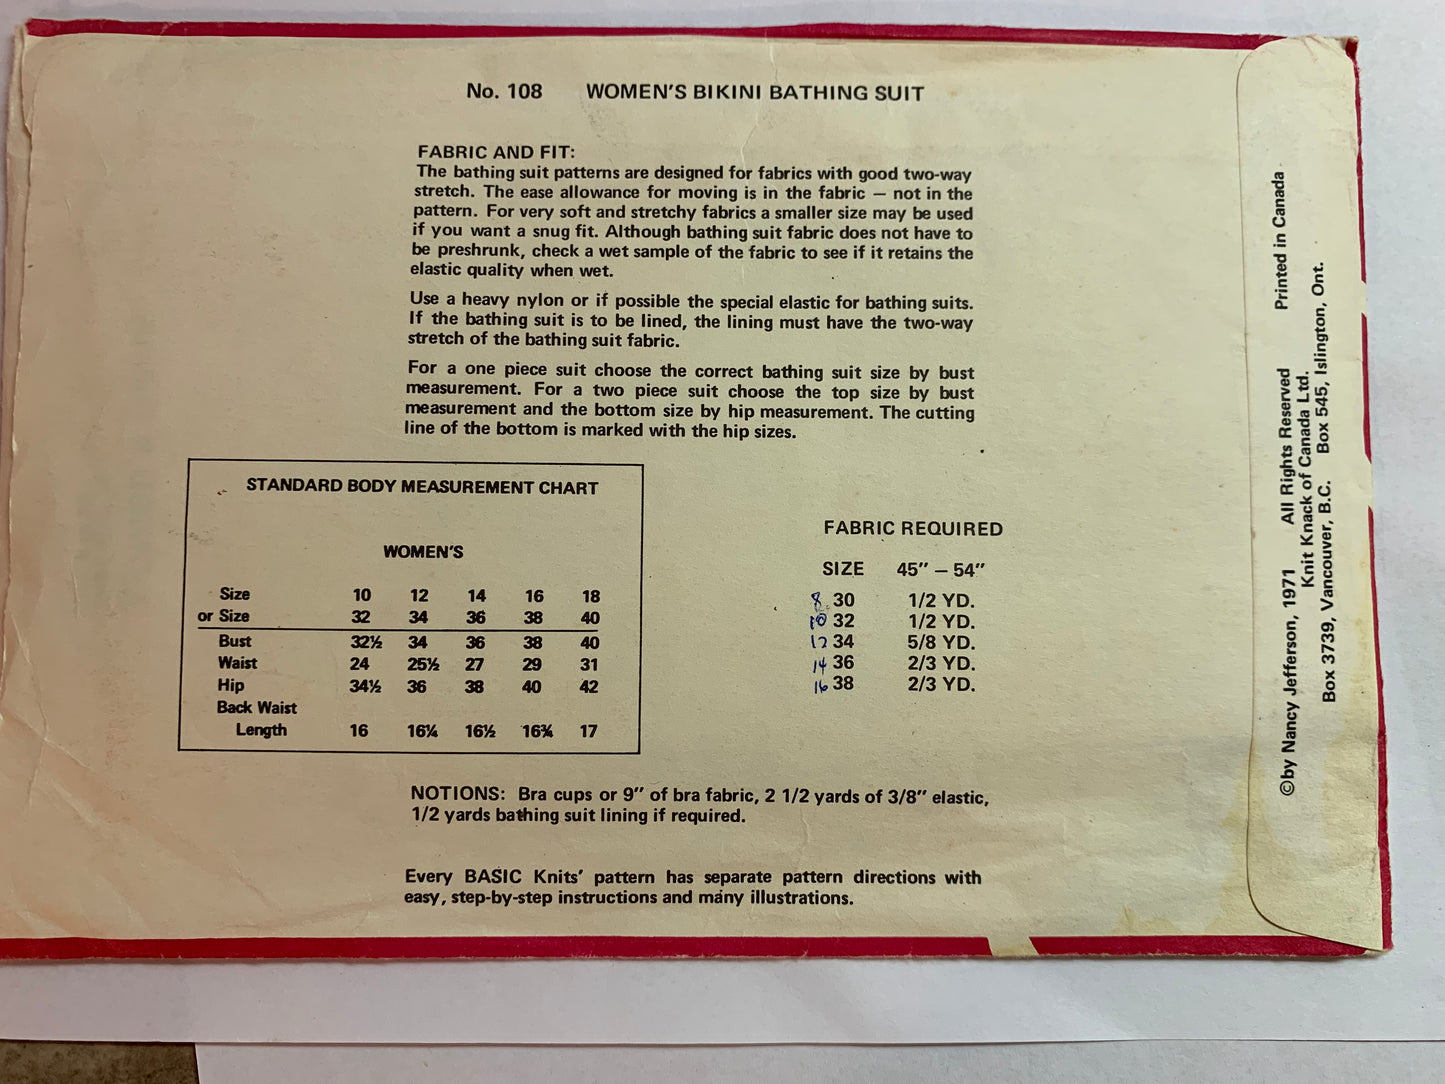 No. 108 WOMEN'S BIKINI BATHING SUIT
FABRIC AND FIT:
The bathing suit patterns are designed for fabrics with good two-way
stretch. The ease allowance for moving is in the fabric — not in the
pattern. For very soft and stretchy fabrics a smaller size may be used
if you want a snug fit. Although bathing suit fabric does not have to
be preshrunk, check a wet sample of the fabric to see if it retains the
elastic quality when wet.
Use a heavy nylon or if possible the special elastic for bathing suits.
If the bathing suit is to be lined, the lining must have the two-way
stretch of the bathing suit fabric.
For a one piece suit choose the correct bathing suit size by bust
measurement. For a two piece suit choose the top size by bust
measurement and the bottom size by hip measurement. The cutting
line of the bottom is marked with the hip sizes.
STANDARD BODY MEASUREMENT CHART
WOMEN'S
Size 10 12 14 16 18
or Size 32 34 36 38 40
Bust 32½ 34 36 38 40
Waist 24 25½ 27 29 31
Hip 34½ 36 38 40 42
Back Waist
Length 16 16¼ 16½ 16¾ 17
FABRIC REQUIRED
SIZE 45" — 54"
8 30 1/2 YD.
10 32 1/2 YD.
12 34 5/8 YD.
14 36 2/3 YD.
16 38 2/3 YD.
NOTIONS: Bra cups or 9" of bra fabric, 2 1/2 yards of 3/8" elastic,
1/2 yards bathing suit lining if required.
Every BASIC Knits' pattern has separate pattern directions with
easy, step-by-step instructions and many illustrations.
©by Nancy Jefferson, 1971 All Rights Reserved Printed in Canada
Knit Knack of Canada Ltd.
Box 3739, Vancouver, B.C. Box 545, Islington, Ont.